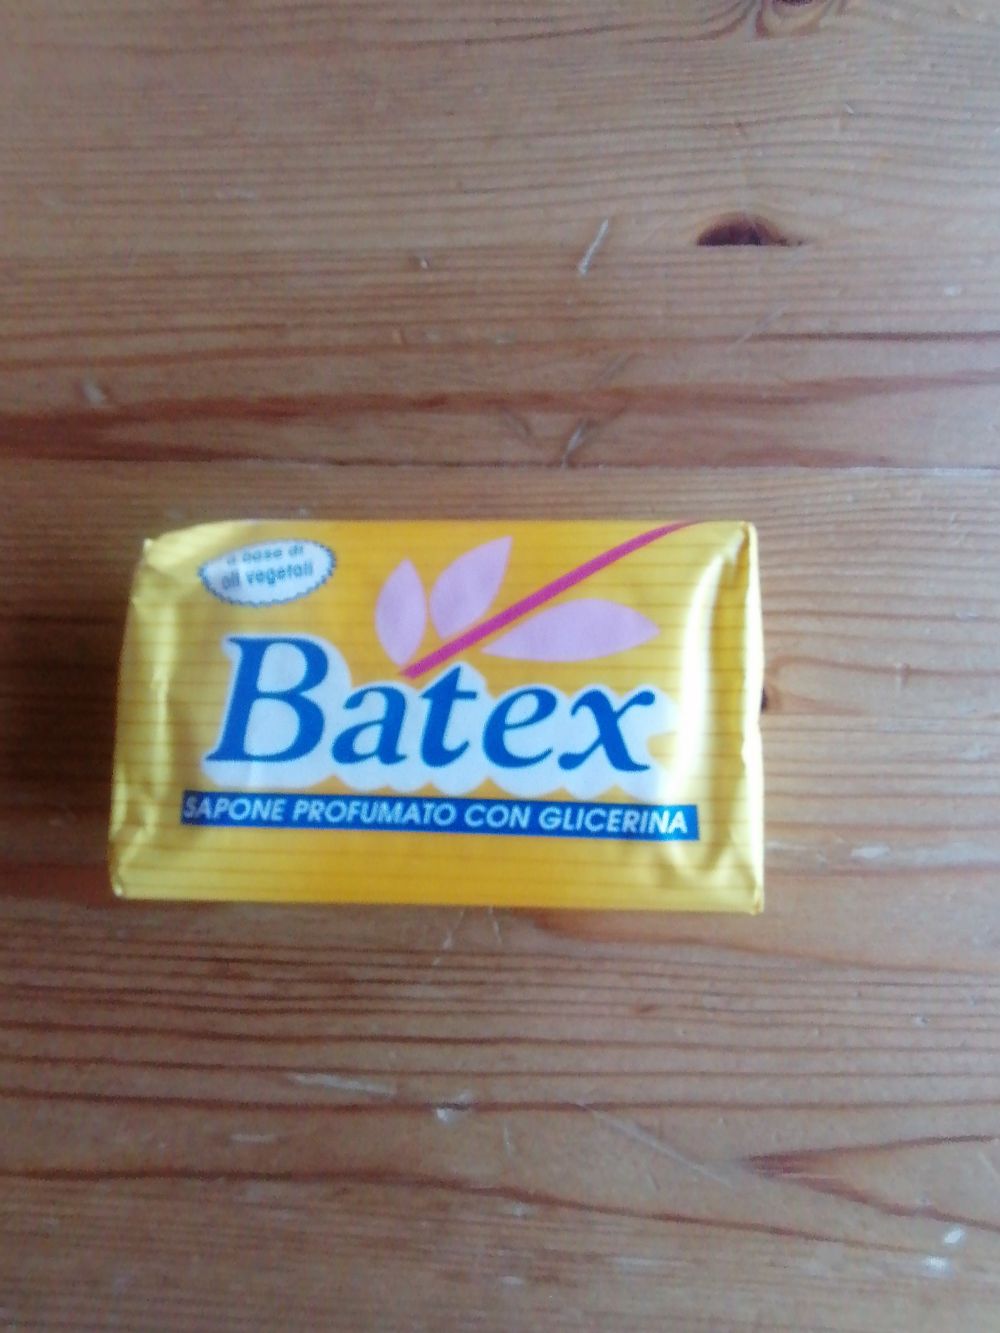 a base di
oli vegetali
Batex
SAPONE PROFUMATO CON GLICERINA